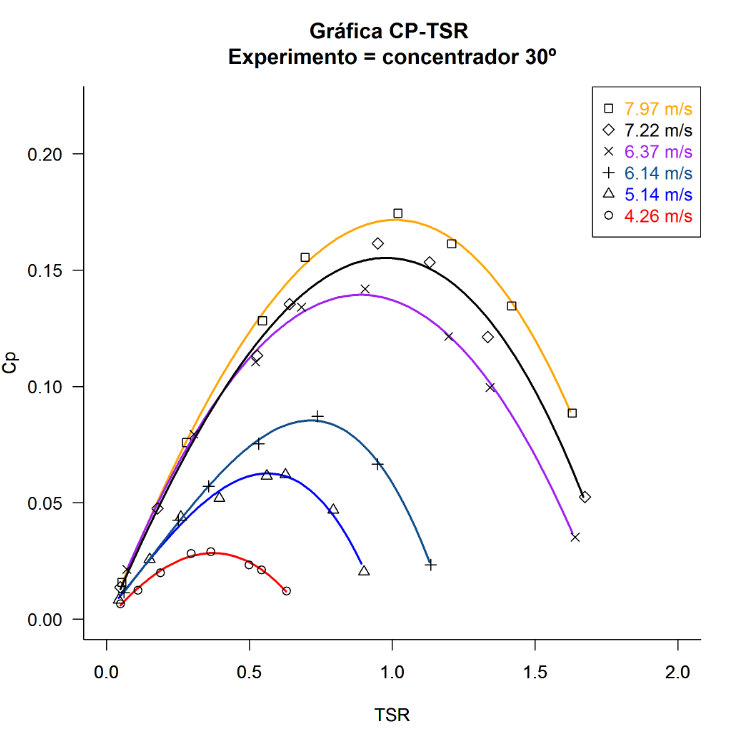 Gráfica CP-TSR
Experimento = concentrador 30º
7.97 m/s
7.22 m/s
6.37 m/s
6.14 m/s
5.14 m/s
4.26 m/s
0.20
0.15
0.10
0.05
0.00
Cp
0.0 0.5 1.0 1.5 2.0
TSR